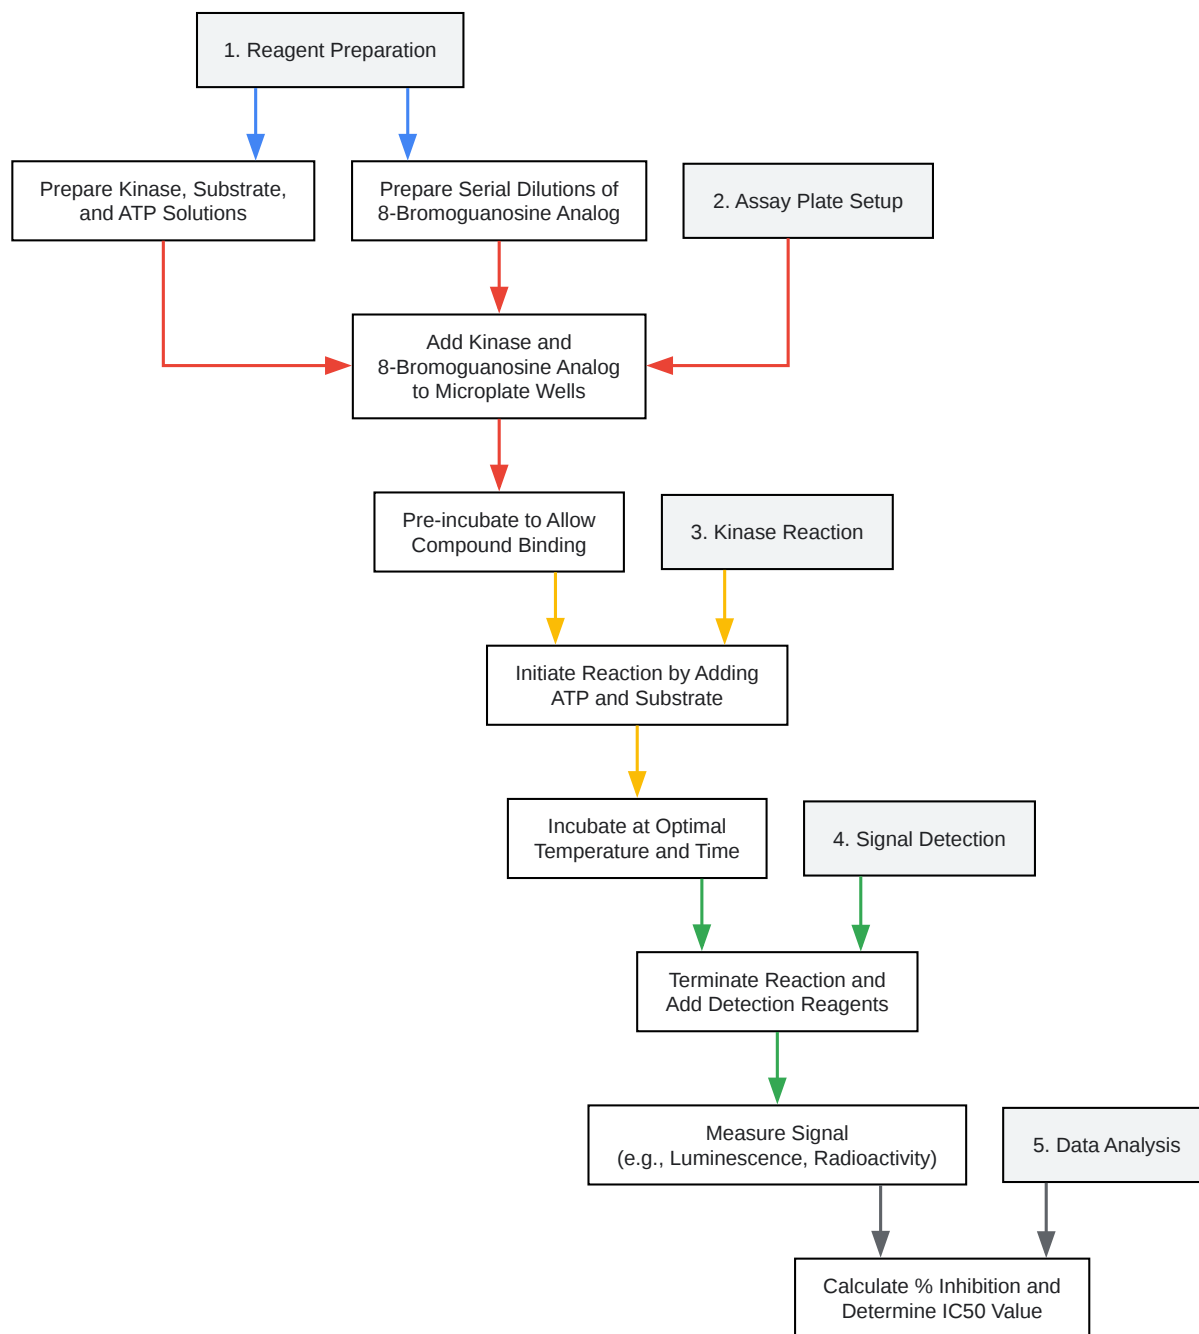 1. Reagent Preparation
Prepare Kinase, Substrate,
and ATP Solutions
Prepare Serial Dilutions of
8-Bromoguanosine Analog
2. Assay Plate Setup
Add Kinase and
8-Bromoguanosine Analog
to Microplate Wells
Pre-incubate to Allow
Compound Binding
3. Kinase Reaction
Initiate Reaction by Adding
ATP and Substrate
Incubate at Optimal
Temperature and Time
4. Signal Detection
Terminate Reaction and
Add Detection Reagents
Measure Signal
(e.g., Luminescence, Radioactivity)
5. Data Analysis
Calculate % Inhibition and
Determine IC50 Value